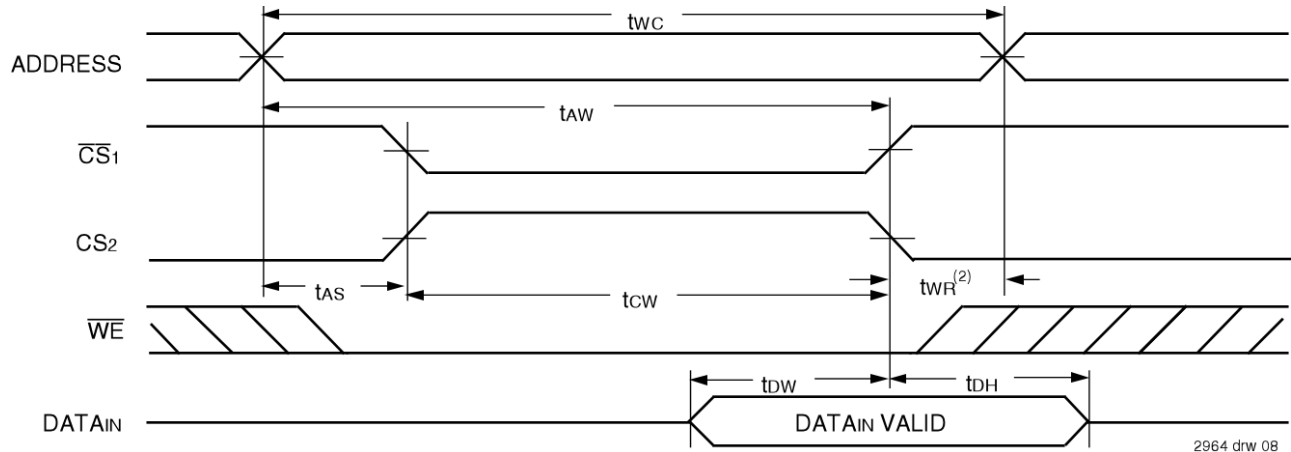 tWC
ADDRESS
tAW
CS1
CS2
tAS
tCW
tWR(2)
WE
tDW
tDH
DATAIN
DATAIN VALID
2964 drw 08